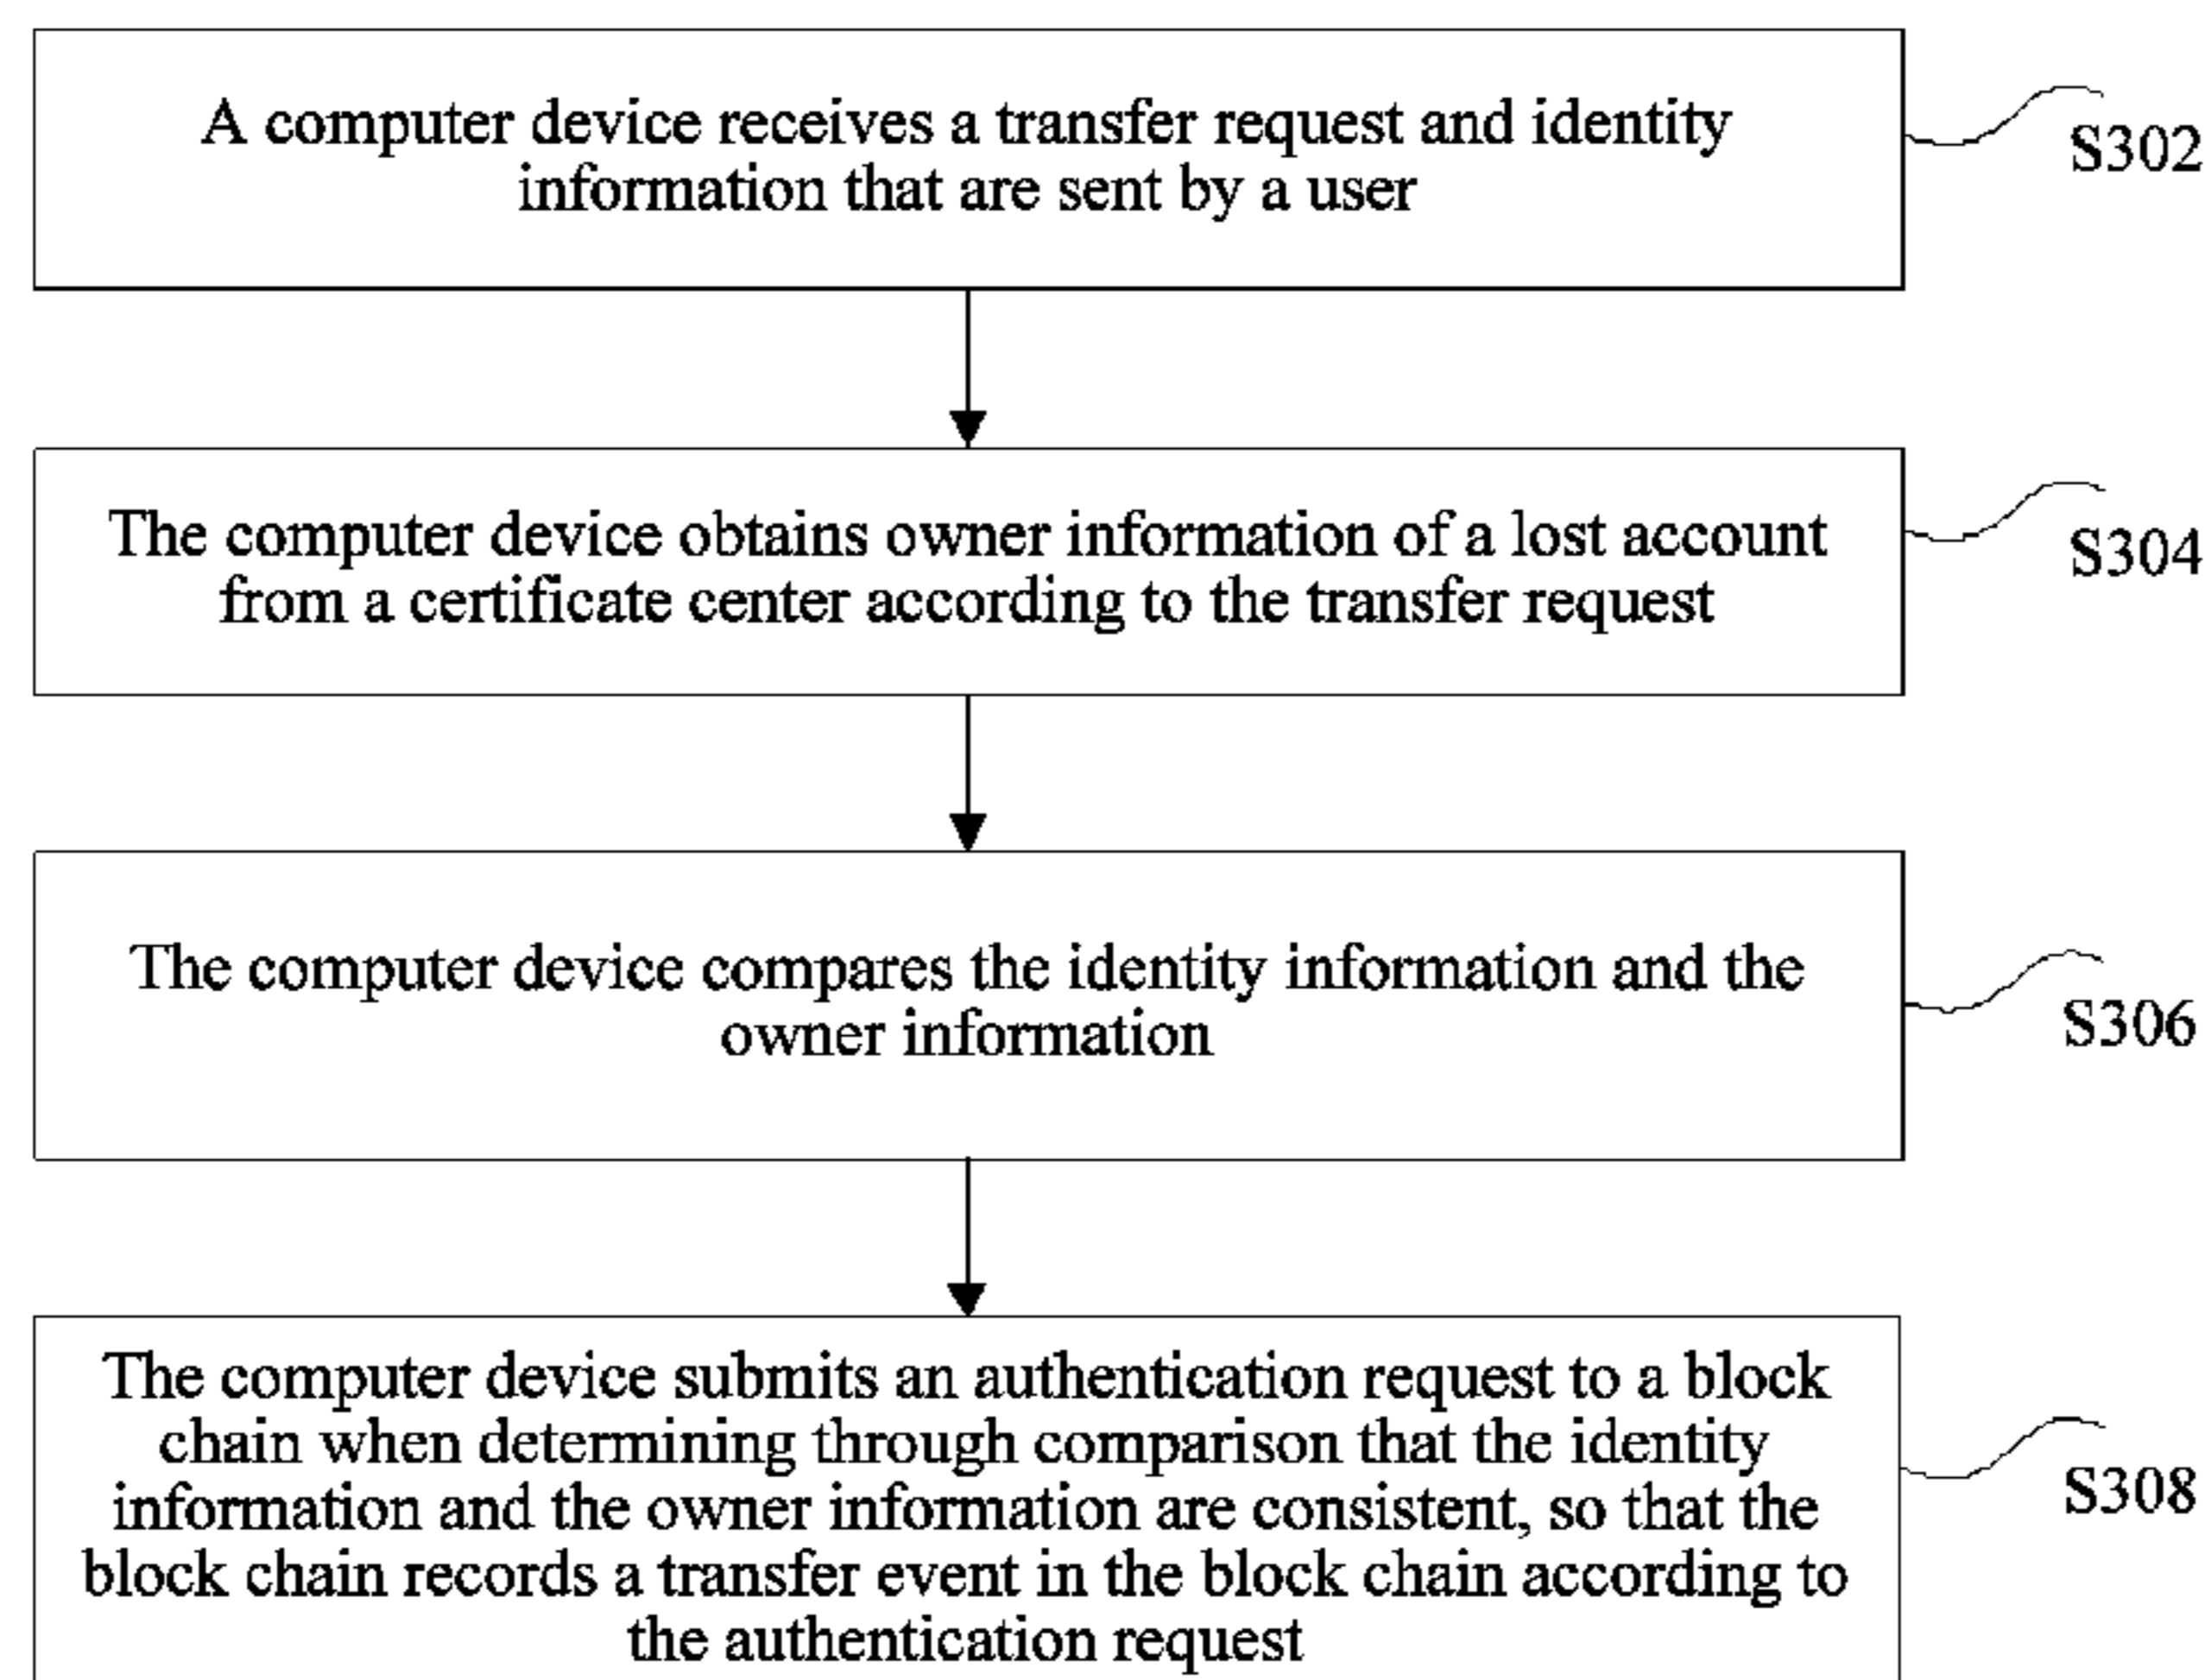 A computer device receives a transfer request and identity
information that are sent by a user
S302
The computer device obtains owner information of a lost account
from a certificate center according to the transfer request
S304
The computer device compares the identity information and the
owner information
S306
The computer device submits an authentication request to a block
chain when determining through comparison that the identity
information and the owner information are consistent, so that the
block chain records a transfer event in the block chain according to
the authentication request
S308